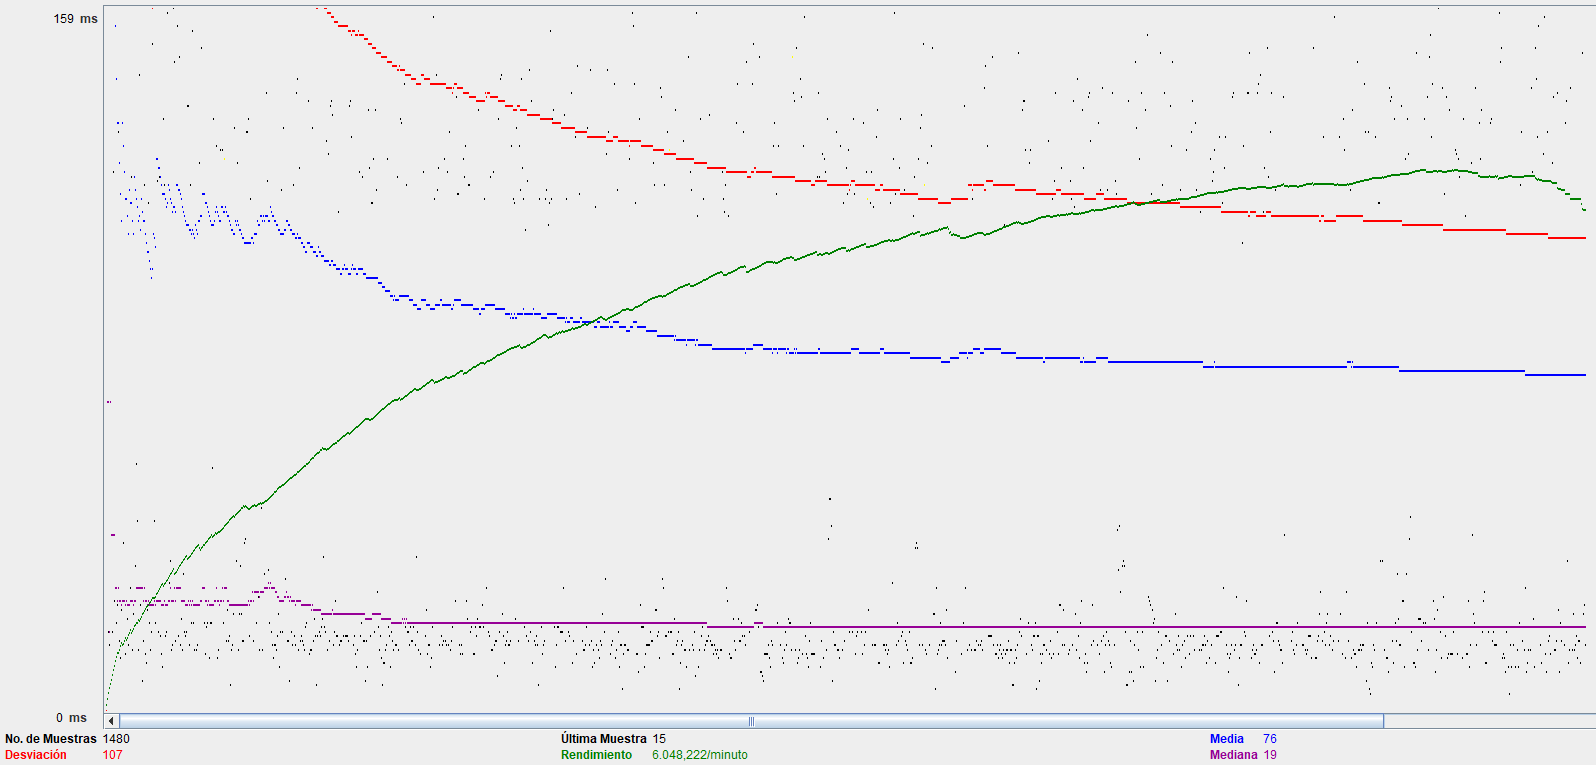 159 ms
0 ms
No. de Muestras 1480 Última Muestra 15 Media 76
Desviación 107 Rendimiento 6.048,222/minuto Mediana 19